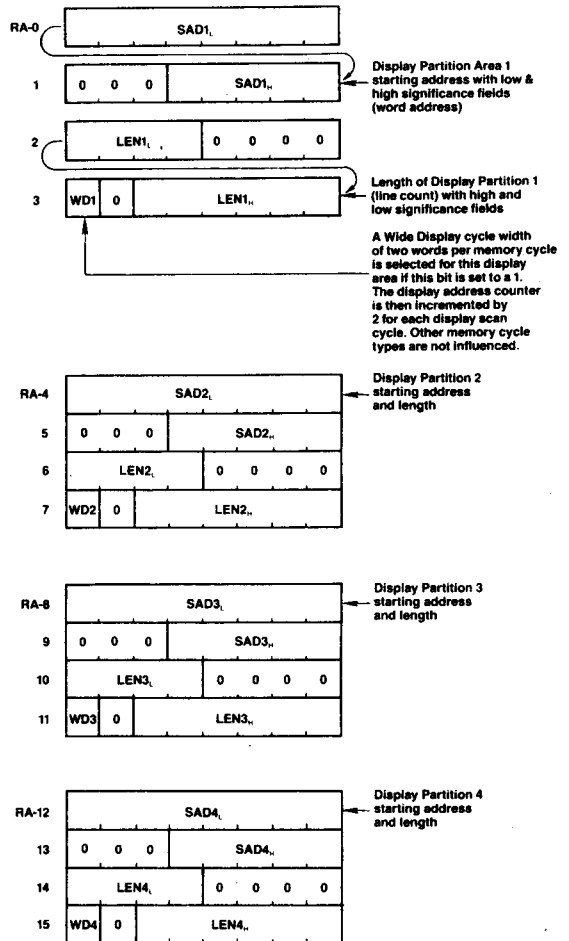 RA-0 SAD1L
1 0 0 0 SAD1H
Display Partition Area 1
starting address with low &
high significance fields
(word address)
2 LEN1L 0 0 0 0
3 WD1 0 LEN1H
Length of Display Partition 1
(line count) with high and
low significance fields
A Wide Display cycle width
of two words per memory cycle
is selected for this display
area if this bit is set to a 1.
The display address counter
is then incremented by
2 for each display scan
cycle. Other memory cycle
types are not influenced.
RA-4 SAD2L
5 0 0 0 SAD2H
6 LEN2L 0 0 0 0
7 WD2 0 LEN2H
Display Partition 2
starting address
and length
RA-8 SAD3L
9 0 0 0 SAD3H
10 LEN3L 0 0 0 0
11 WD3 0 LEN3H
Display Partition 3
starting address
and length
RA-12 SAD4L
13 0 0 0 SAD4H
14 LEN4L 0 0 0 0
15 WD4 0 LEN4H
Display Partition 4
starting address
and length